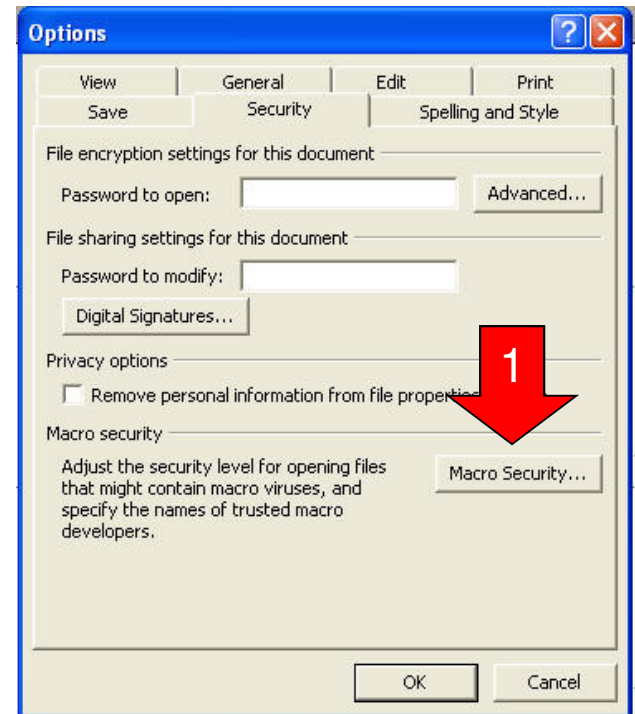 Options
View General Edit Print
Save Security Spelling and Style
File encryption settings for this document
Password to open: Advanced...
File sharing settings for this document
Password to modify:
Digital Signatures...
Privacy options
1
Remove personal information from file
Macro security
Adjust the security level for opening files
that might contain macro viruses, and
specify the names of trusted macro
developers.
Macro Security...
OK Cancel